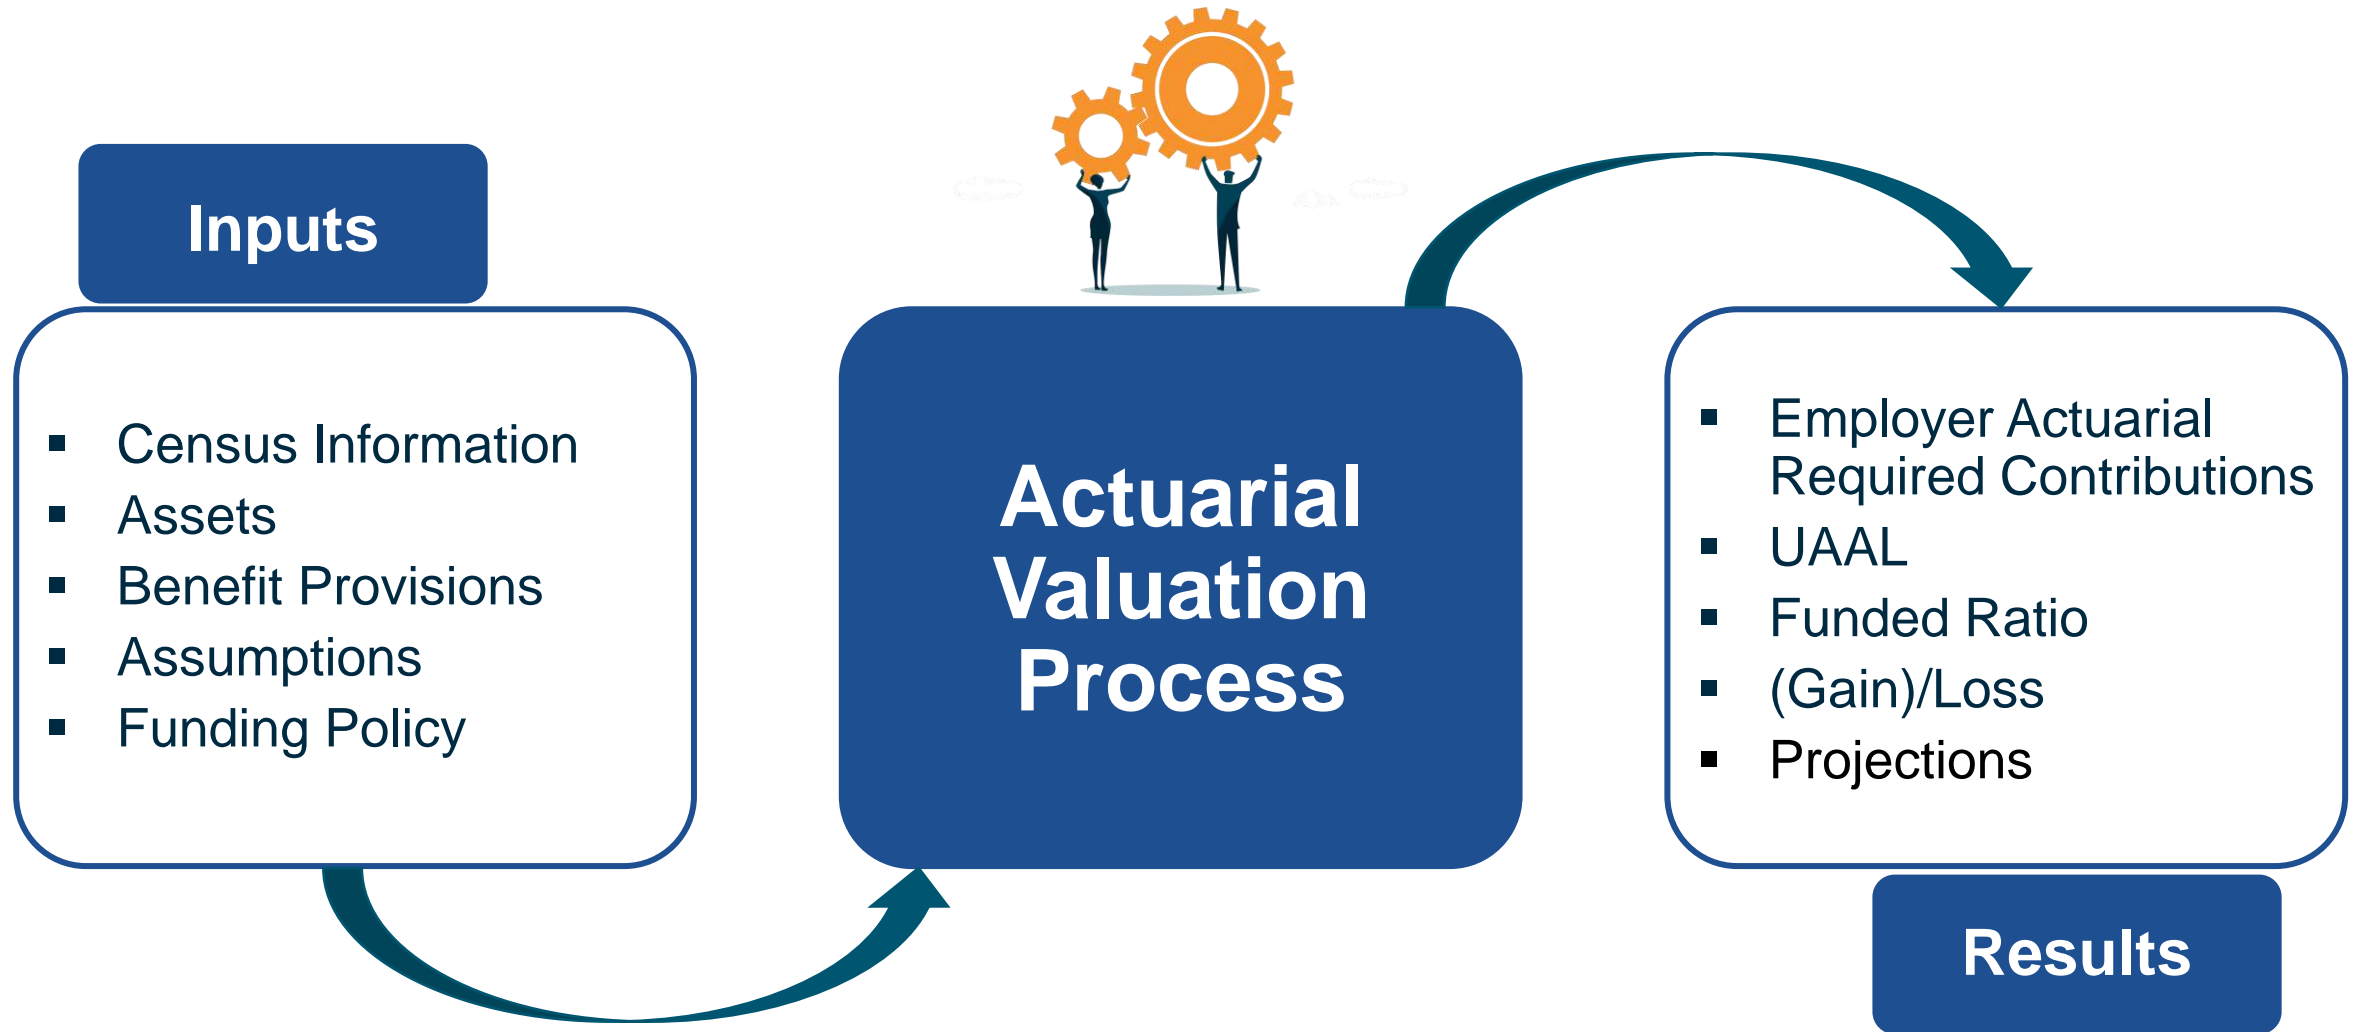 Inputs
▪ Census Information
▪ Assets
▪ Benefit Provisions
▪ Assumptions
▪ Funding Policy
Actuarial
Valuation
Process
▪ Employer Actuarial
Required Contributions
▪ UAAL
▪ Funded Ratio
▪ (Gain)/Loss
▪ Projections
Results